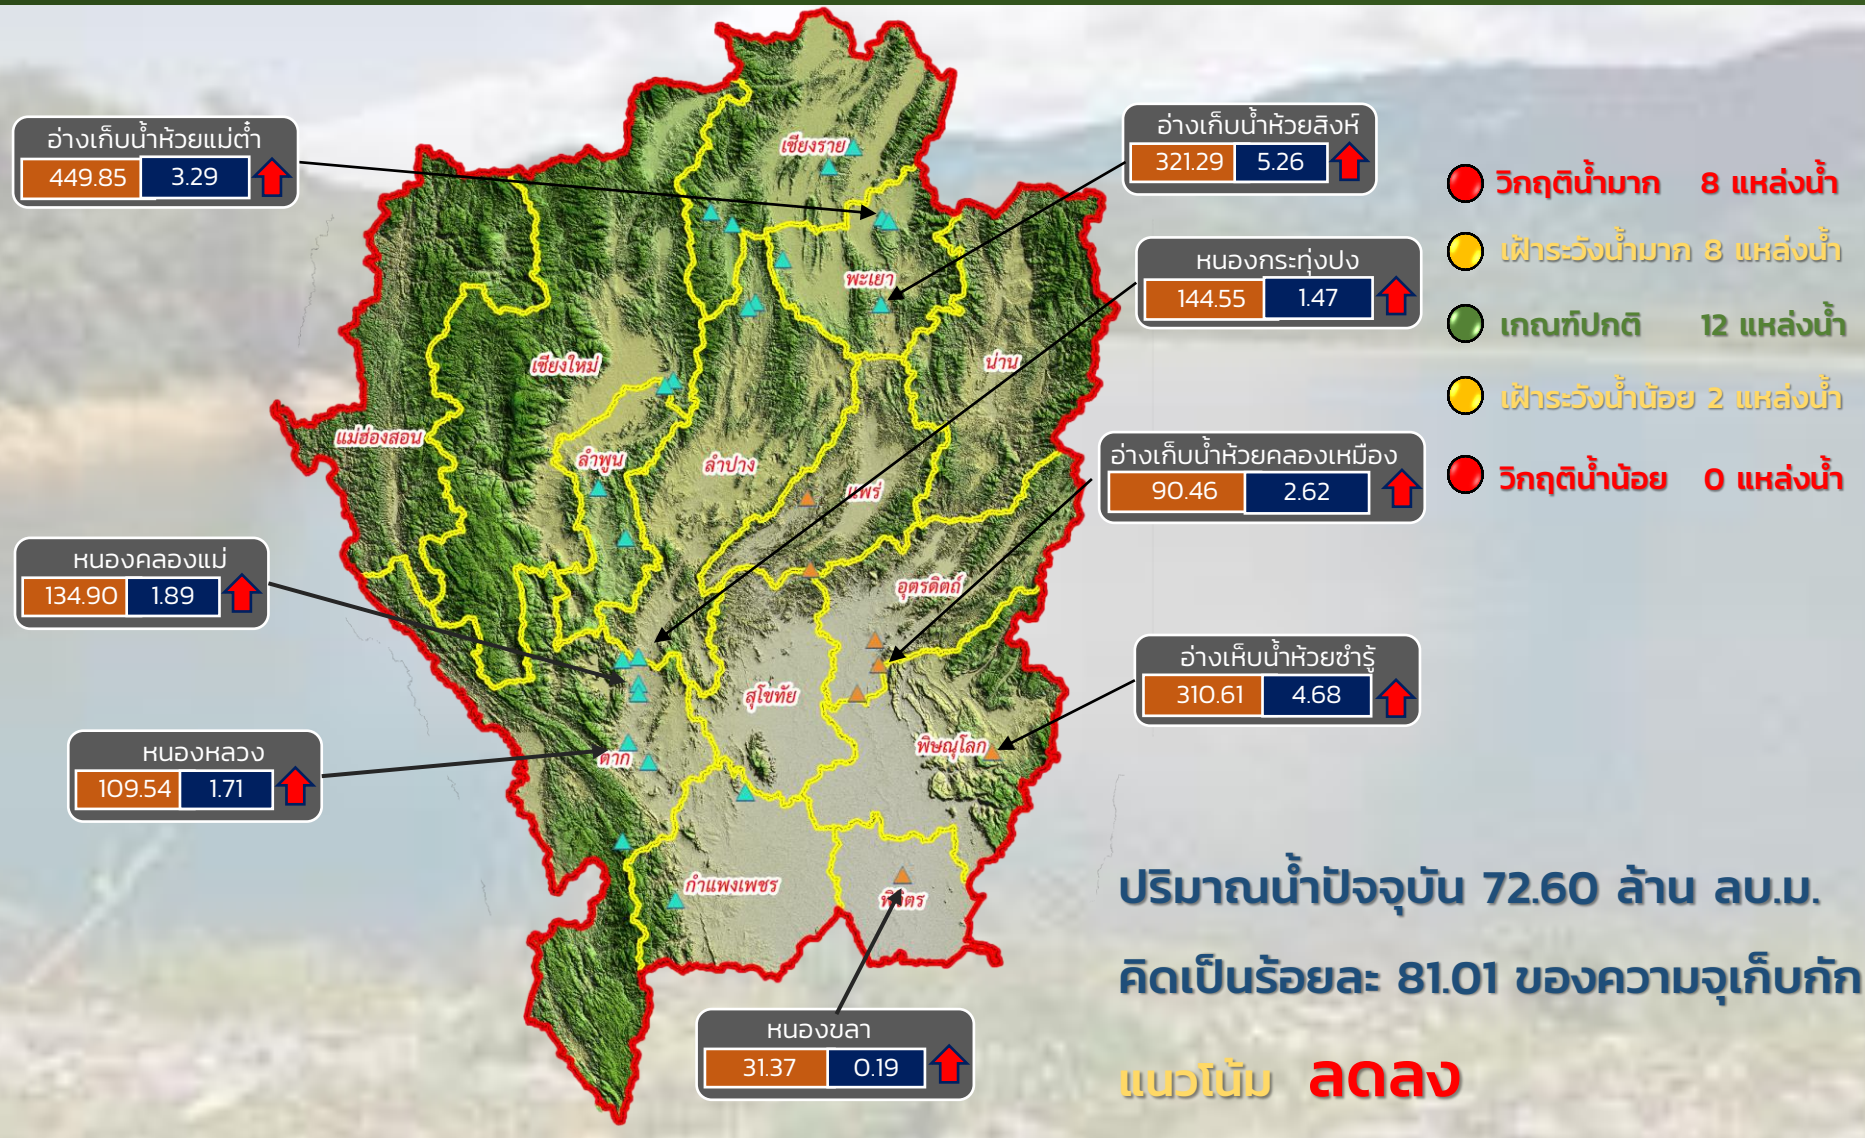 อ่างเก็บน้ำห้วยแม่ต๋ำ
449.85 3.29
อ่างเก็บน้ำห้วยสิงห์
321.29 5.26
หนองกระทุ่งปง
144.55 1.47
อ่างเก็บน้ำห้วยคลองเหมือง
90.46 2.62
หนองคลองแม่
134.90 1.89
อ่างเห็บน้ำห้วยซำรู้
310.61 4.68
หนองหลวง
109.54 1.71
หนองขลา
31.37 0.19
เชียงราย
พะเยา
น่าน
เชียงใหม่
แม่ฮ่องสอน
ลำพูน
ลำปาง
แพร่
อุตรดิตถ์
สุโขทัย
ตาก
พิษณุโลก
กำแพงเพชร
วิกฤติน้ำมาก 8 แหล่งน้ำ
เฝ้าระวังน้ำมาก 8 แหล่งน้ำ
เกณฑ์ปกติ 12 แหล่งน้ำ
เฝ้าระวังน้ำน้อย 2 แหล่งน้ำ
วิกฤติน้ำน้อย 0 แหล่งน้ำ
ปริมาณน้ำปัจจุบัน 72.60 ล้าน ลบ.ม.
คิดเป็นร้อยละ 81.01 ของความจุเก็บกัก
แนวโน้ม ลดลง